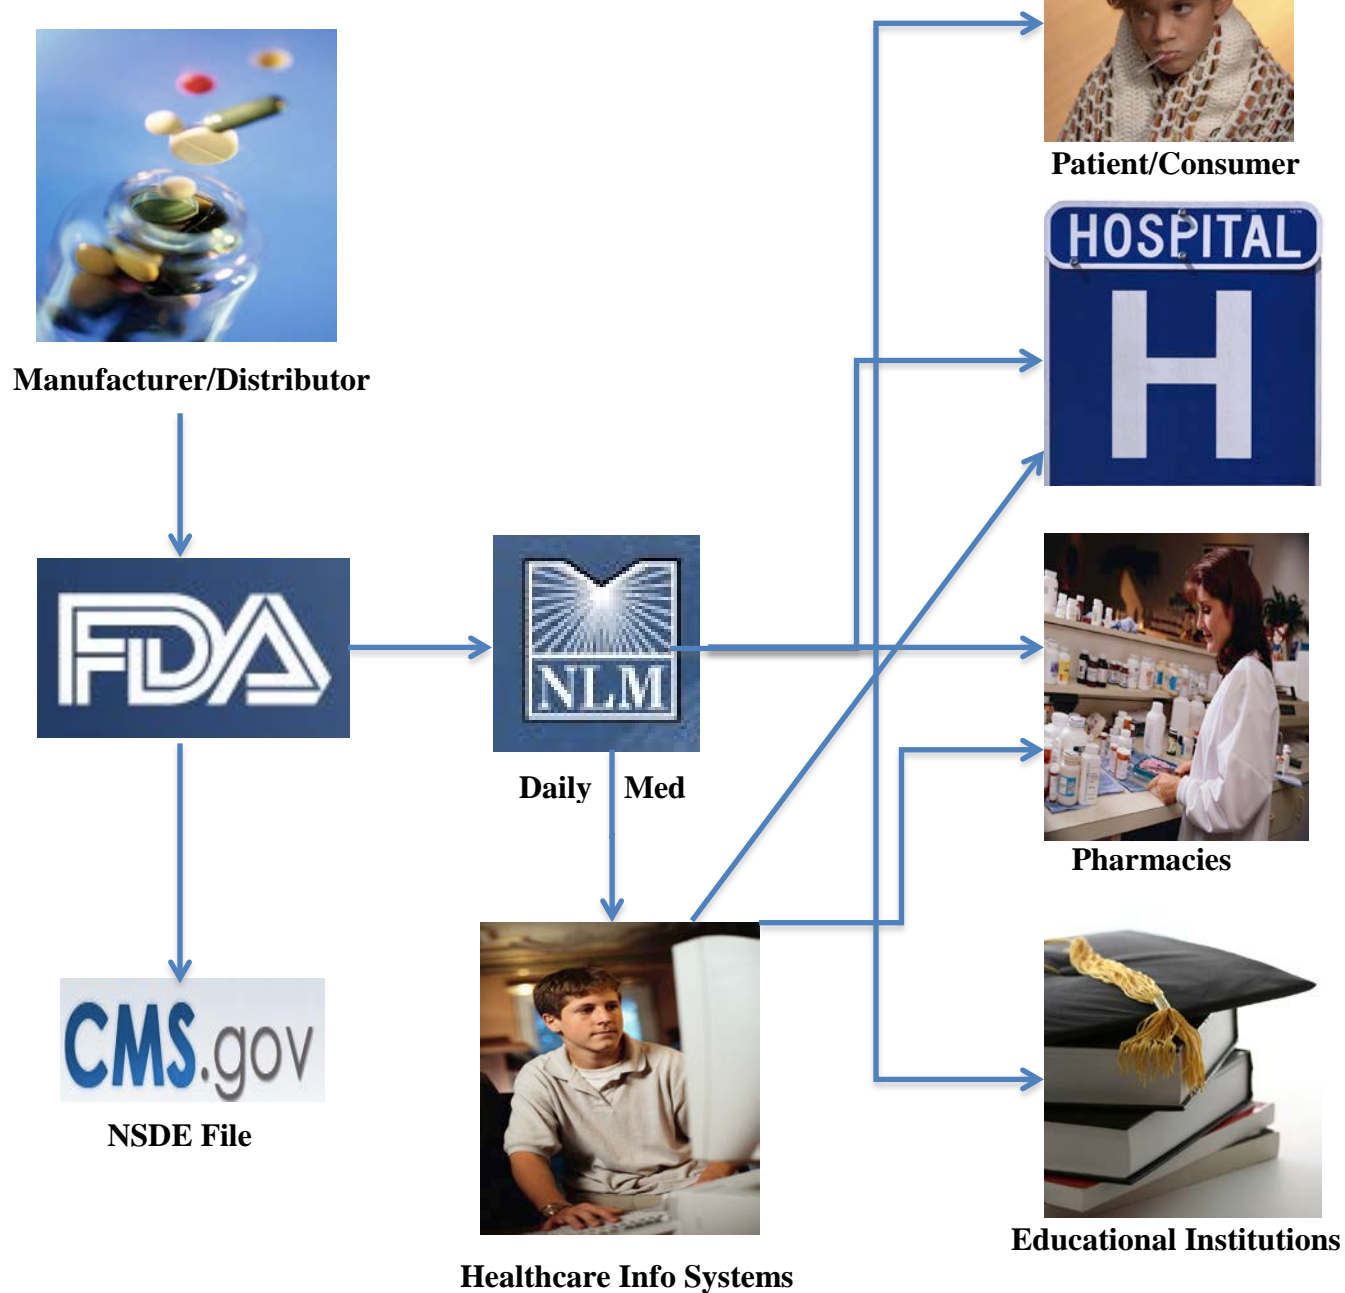 Patient/Consumer
HOSPITAL
H
Manufacturer/Distributor
FDA
NLM
Daily Med
Pharmacies
CMS.gov
NSDE File
Educational Institutions
Healthcare Info Systems